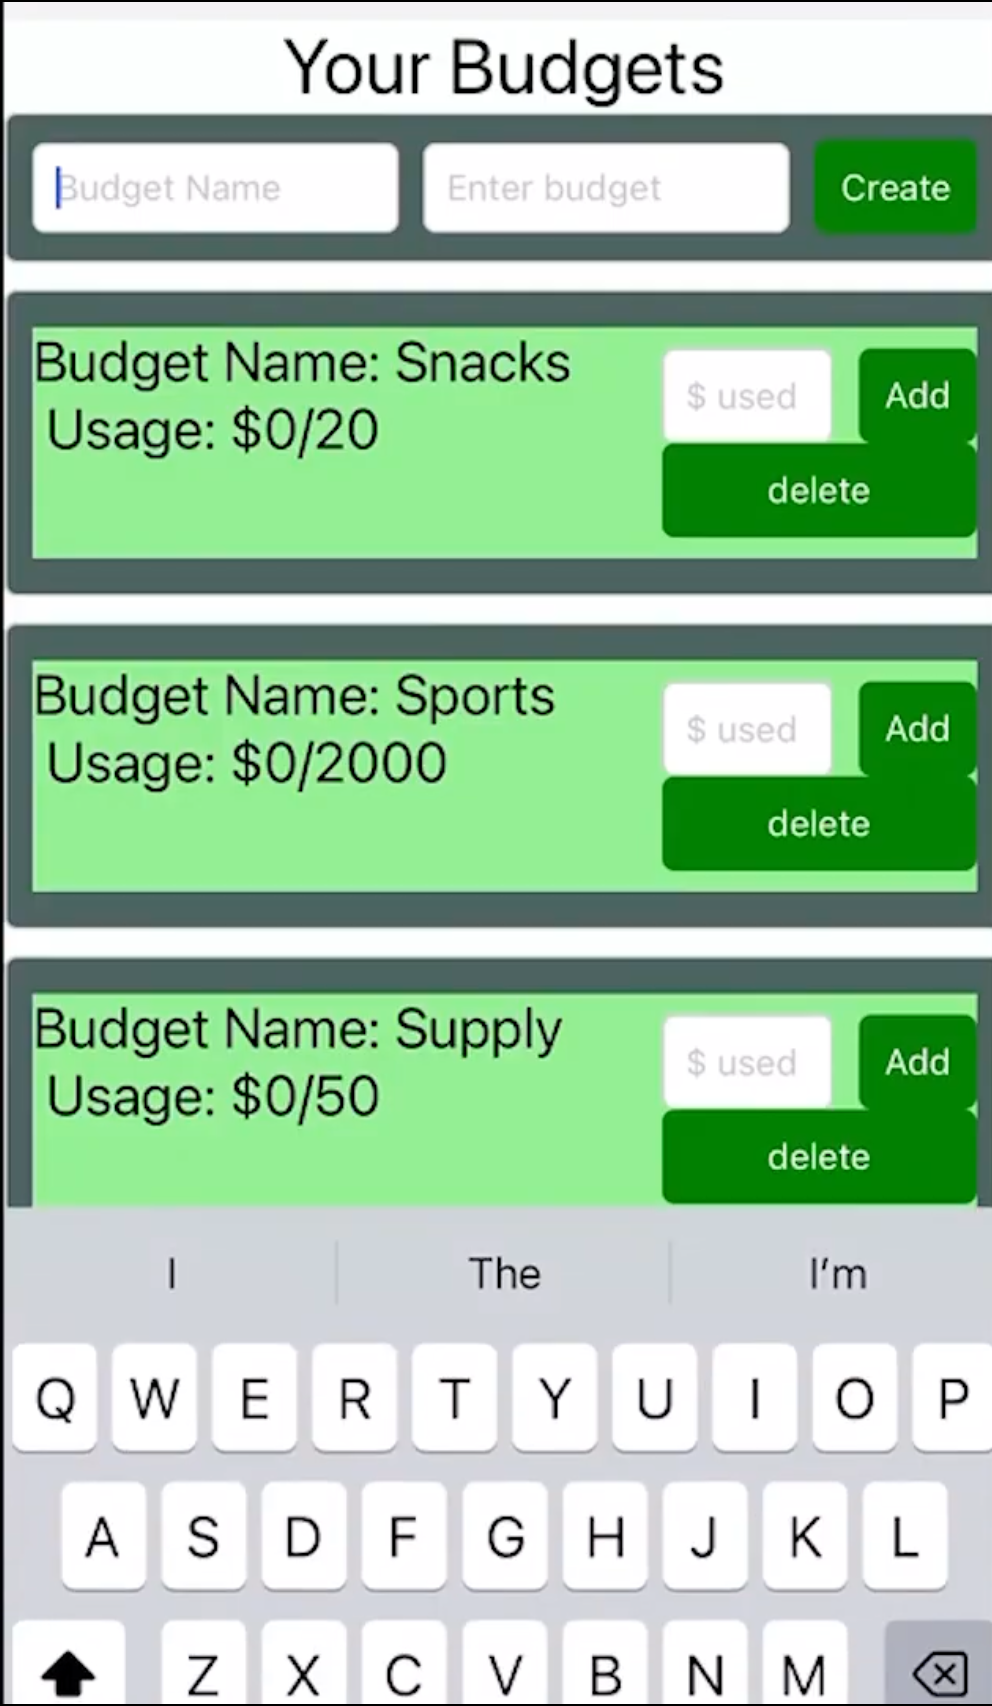 Your Budgets
Budget Name Enter budget Create
Budget Name: Snacks $ used Add
Usage: $0/20
delete
Budget Name: Sports $ used Add
Usage: $0/2000
delete
Budget Name: Supply $ used Add
Usage: $0/50
delete
I The I’m
Q W E R T Y U I O P
A S D F G H J K L
Z X C V B N M